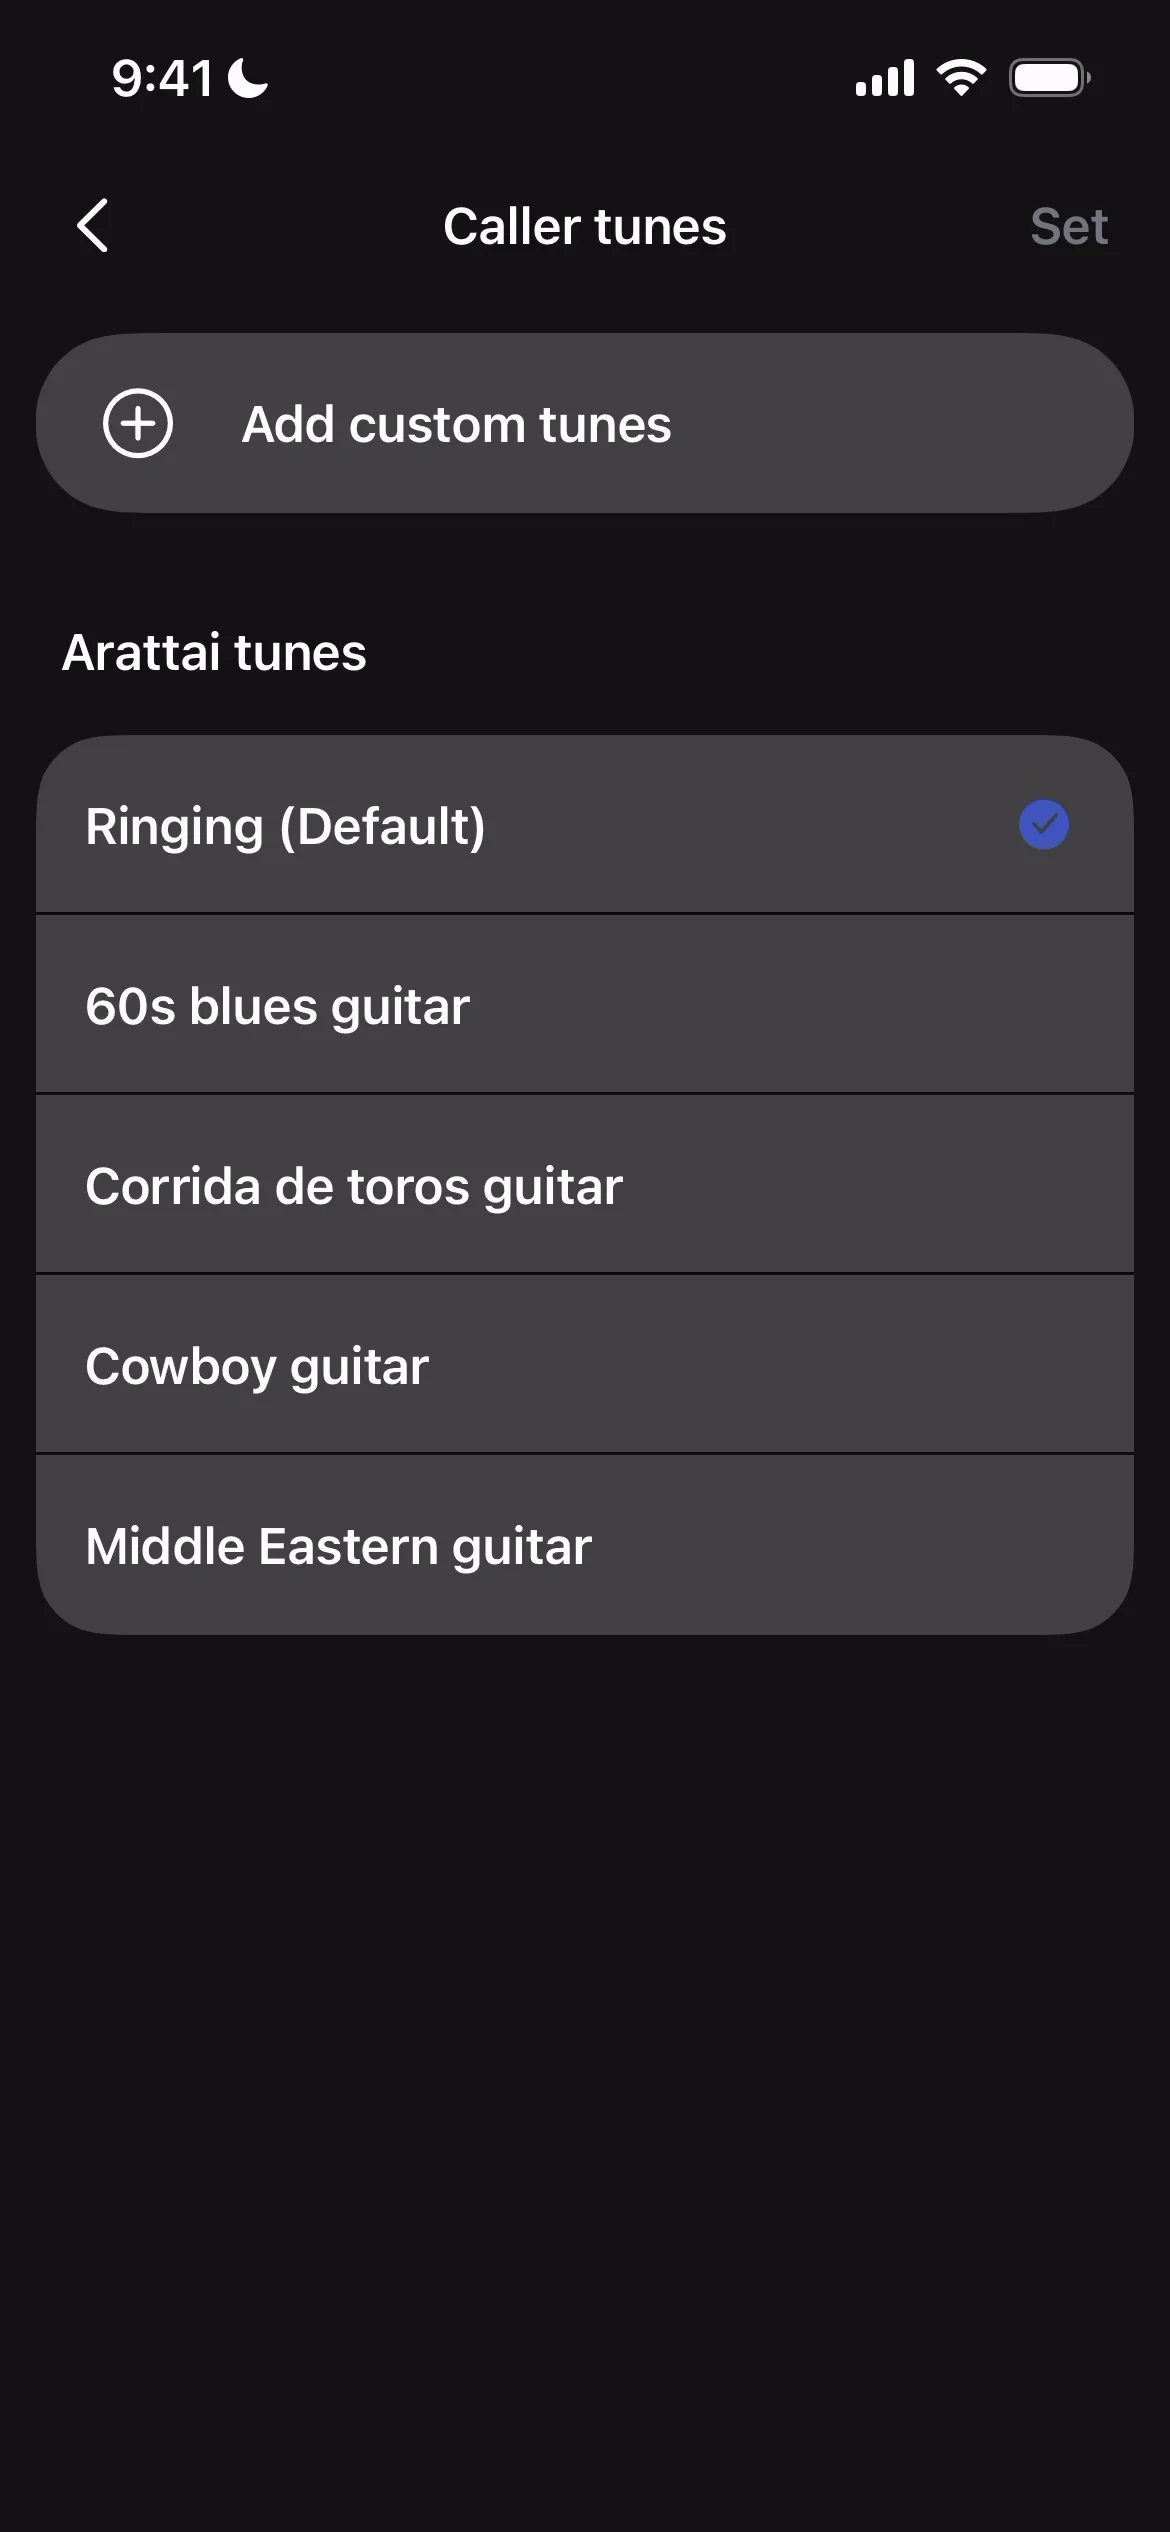 9:41
Caller tunes
Set
Add custom tunes
Arattai tunes
Ringing (Default)
60s blues guitar
Corrida de toros guitar
Cowboy guitar
Middle Eastern guitar